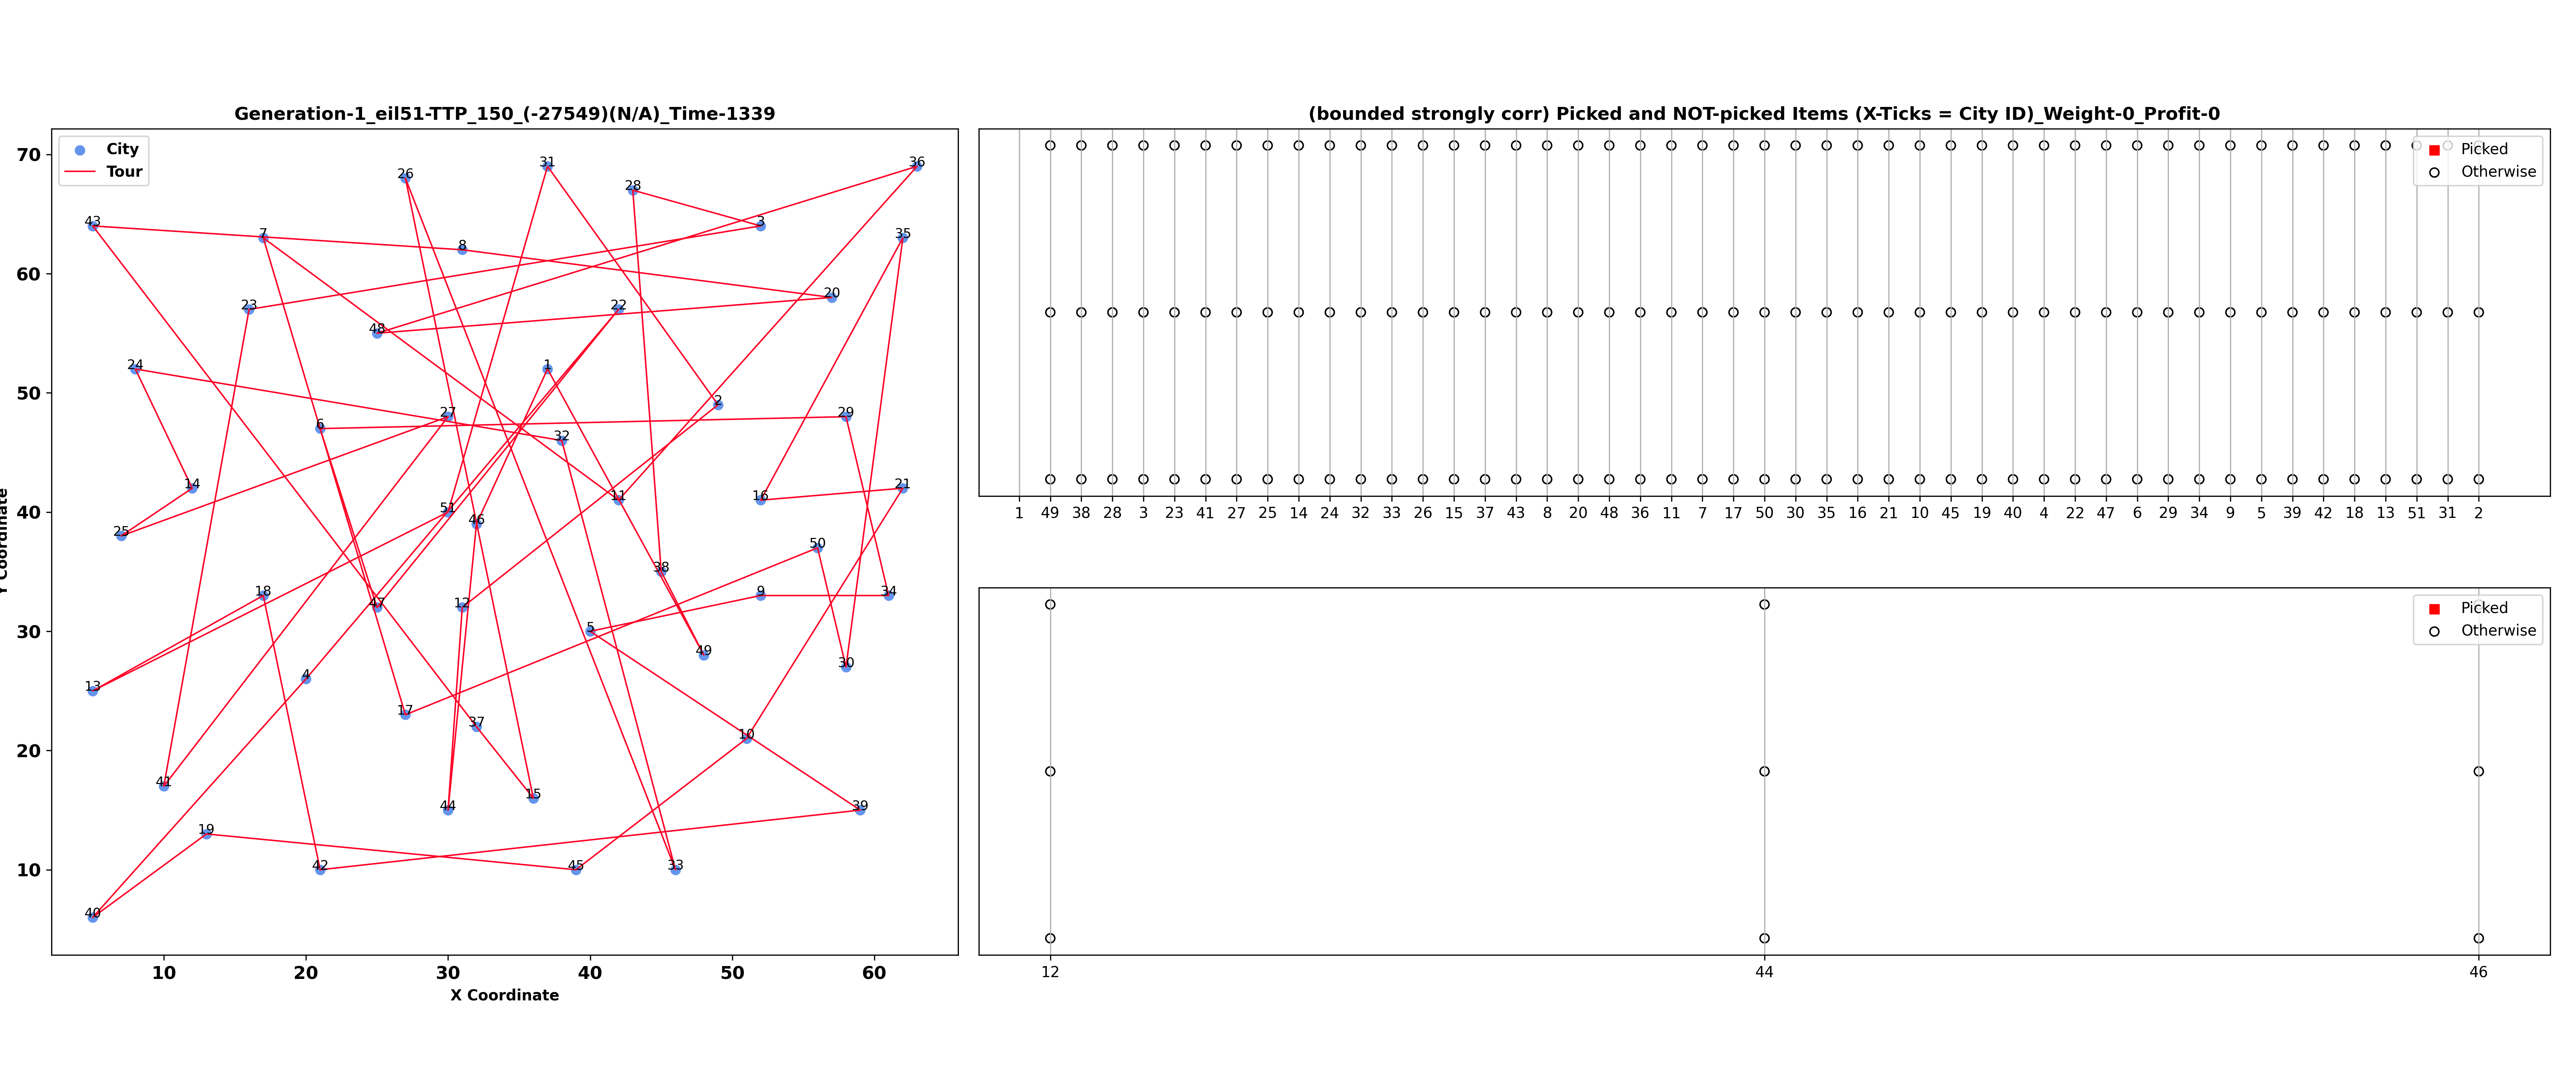 Generation-1_eil51-TTP_150_(-27549)(N/A)_Time-1339
City
Tour
70
60
50
40
30
20
10
Y Coordinate
10 20 30 40 50 60
X Coordinate
26 31 36
28
43 3
7 8 35
23 22 20
48
24 1
27 2 29
6 32
14 11 16 21
25 51 46
50
18 38
47 12 9 34
5
49 30
13 4
17 37
10
41 15
44 39
19
42 45 33
40
(bounded strongly corr) Picked and NOT-picked Items (X-Ticks = City ID)_Weight-0_Profit-0
Picked
Otherwise
1 49 38 28 3 23 41 27 25 14 24 32 33 26 15 37 43 8 20 48 36 11 7 17 50 30 35 16 21 10 45 19 40 4 22 47 6 29 34 9 5 39 42 18 13 51 31 2
Picked
Otherwise
12 44 46